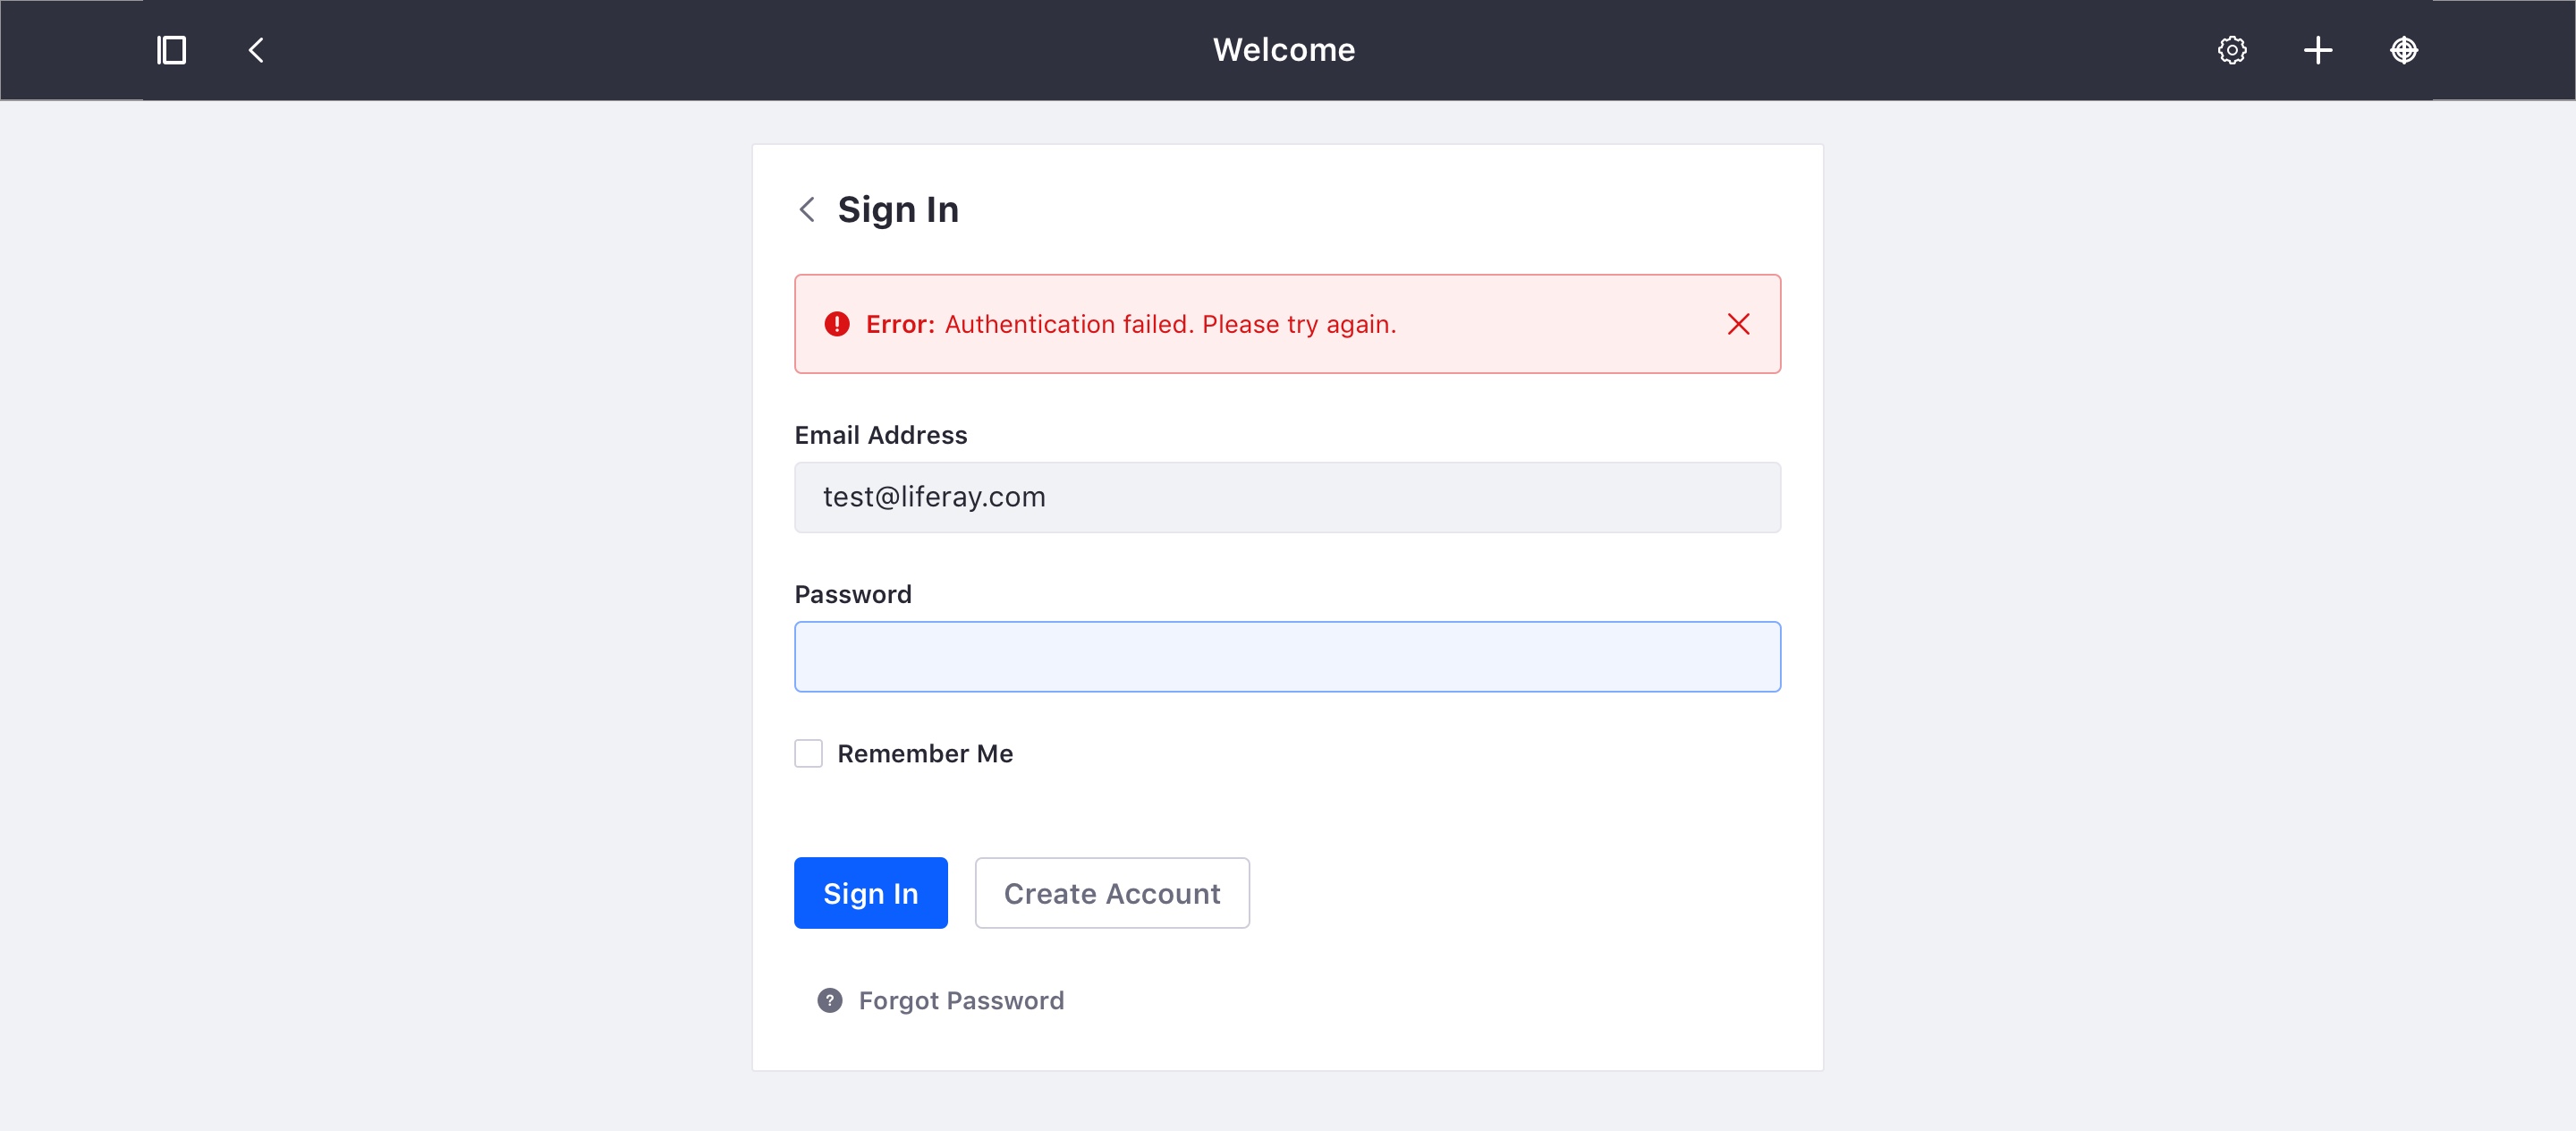 Welcome
Sign In
Error: Authentication failed. Please try again.
Email Address
test@liferay.com
Password
Remember Me
Sign In Create Account
Forgot Password